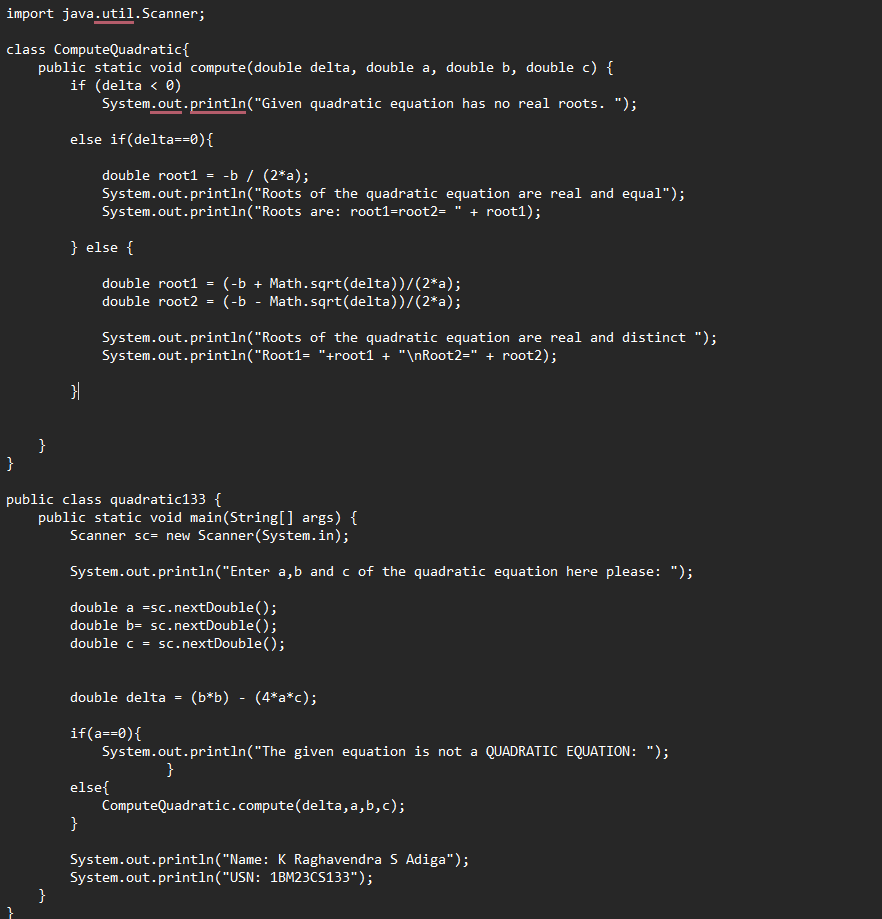 import java.util.Scanner;
class ComputeQuadratic{
    public static void compute(double delta, double a, double b, double c) {
        if (delta < 0)
            System.out.println("Given quadratic equation has no real roots. ");
        else if(delta==0){
            double root1 = -b / (2*a);
            System.out.println("Roots of the quadratic equation are real and equal");
            System.out.println("Roots are: root1=root2= " + root1);
        } else {
            double root1 = (-b + Math.sqrt(delta))/(2*a);
            double root2 = (-b - Math.sqrt(delta))/(2*a);
            System.out.println("Roots of the quadratic equation are real and distinct ");
            System.out.println("Root1= "+root1 + "\nRoot2=" + root2);
        }
    }
}
public class quadratic133 {
    public static void main(String[] args) {
        Scanner sc= new Scanner(System.in);
        System.out.println("Enter a,b and c of the quadratic equation here please: ");
        double a =sc.nextDouble();
        double b= sc.nextDouble();
        double c = sc.nextDouble();
        double delta = (b*b) - (4*a*c);
        if(a==0){
            System.out.println("The given equation is not a QUADRATIC EQUATION: ");
                    }
        else{
            ComputeQuadratic.compute(delta,a,b,c);
        }
        System.out.println("Name: K Raghavendra S Adiga");
        System.out.println("USN: 1BM23CS133");
    }
}